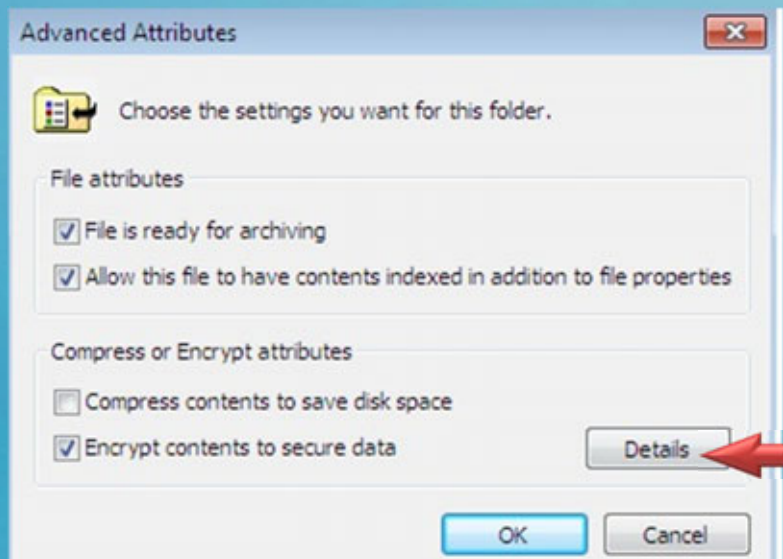 Advanced Attributes
Choose the settings you want for this folder.
File attributes
File is ready for archiving
Allow this file to have contents indexed in addition to file properties
Compress or Encrypt attributes
Compress contents to save disk space
Encrypt contents to secure data
Details
OK
Cancel